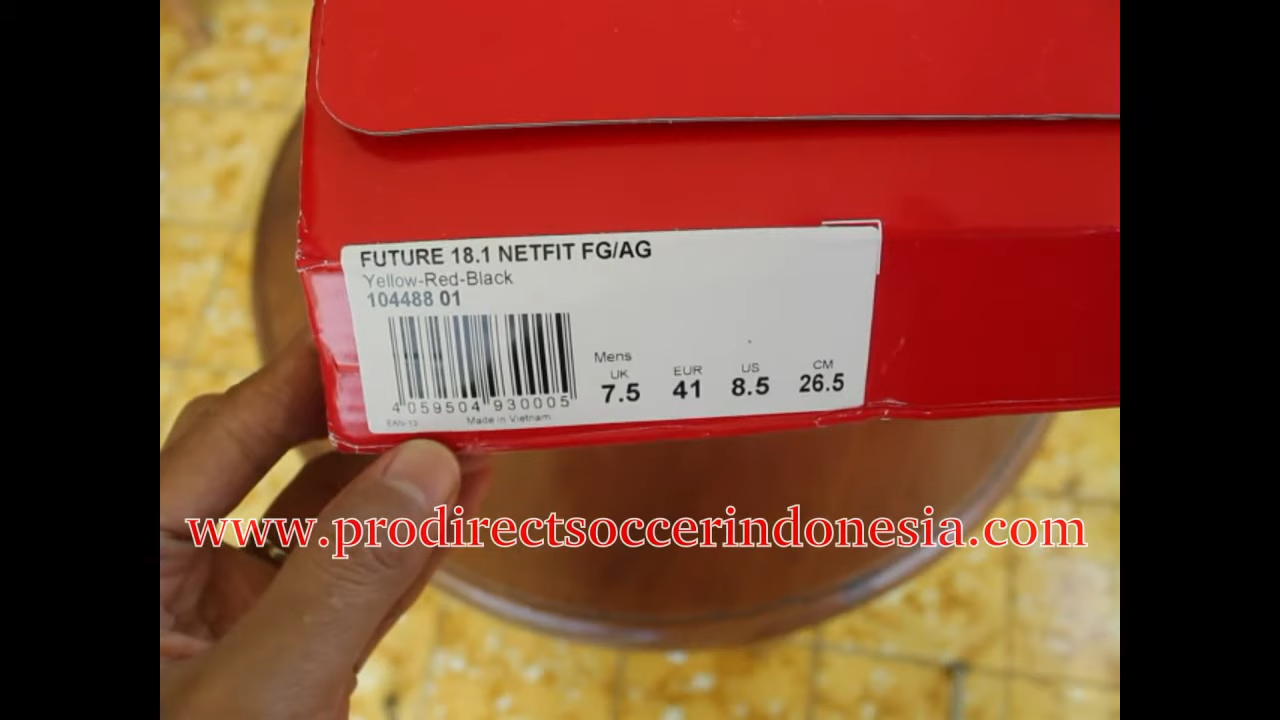 FUTURE 18.1 NETFIT FG/AG
Yellow-Red-Black
104488 01
Mens
UK EUR US CM
7.5 41 8.5 26.5
4 059504 930005
EAN-13 Made in Vietnam
www.prodirectsoccerindonesia.com